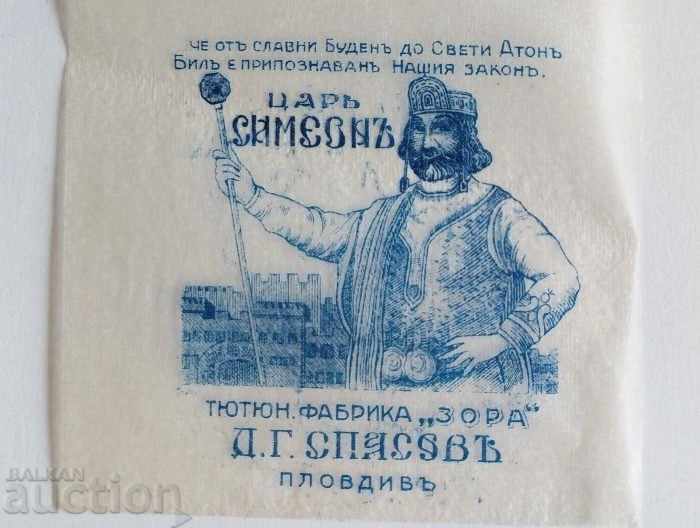 че отъ славни Буденъ до Свети Атонъ
Билъ е припознаванъ Нашия законъ.
ЦАРЬ
СИМЕОНЪ
ТЮТЮН. ФАБРИКА „ЗОРА“
Д. Г. СПАСОВЪ
ПЛОВДИВЪ
БАLKAN
auction